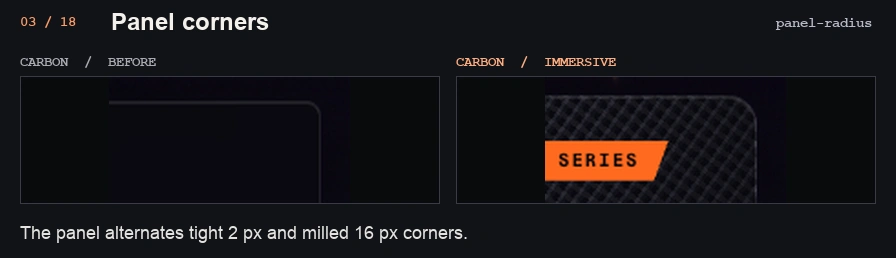 03 / 18 Panel corners panel-radius
CARBON / BEFORE CARBON / IMMERSIVE
SERIES
The panel alternates tight 2 px and milled 16 px corners.